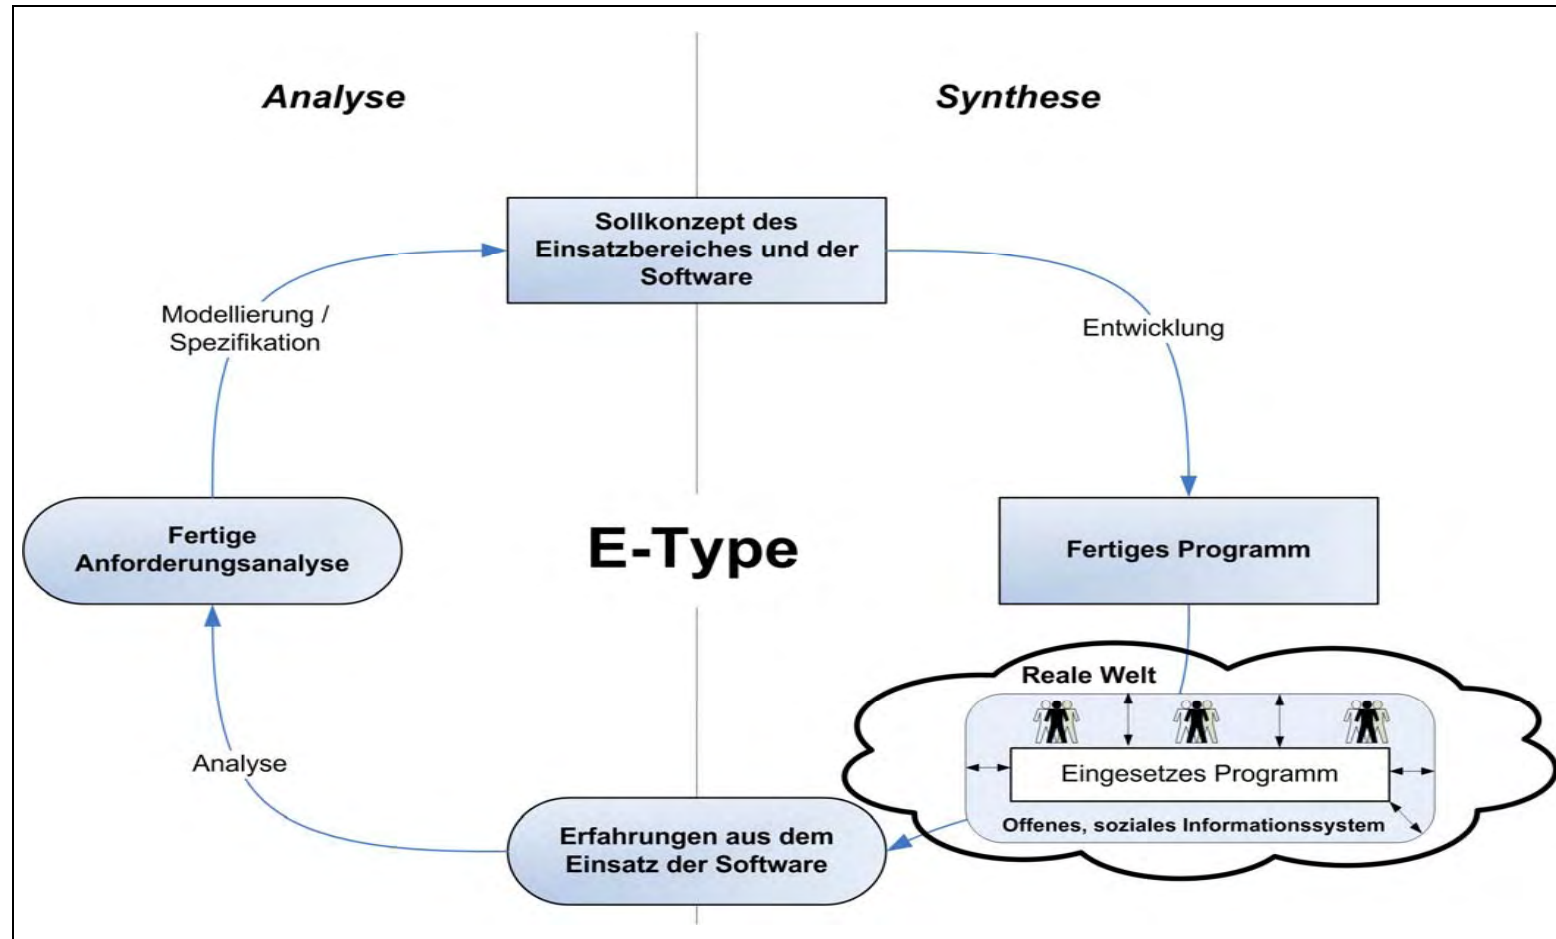 Analyse
Synthese
Sollkonzept des
Einsatzbereiches und der
Software
Modellierung /
Spezifikation
Entwicklung
Fertige
Anforderungsanalyse
E-Type
Fertiges Programm
Reale Welt
Eingesetzes Programm
Offenes, soziales Informationssystem
Analyse
Erfahrungen aus dem
Einsatz der Software